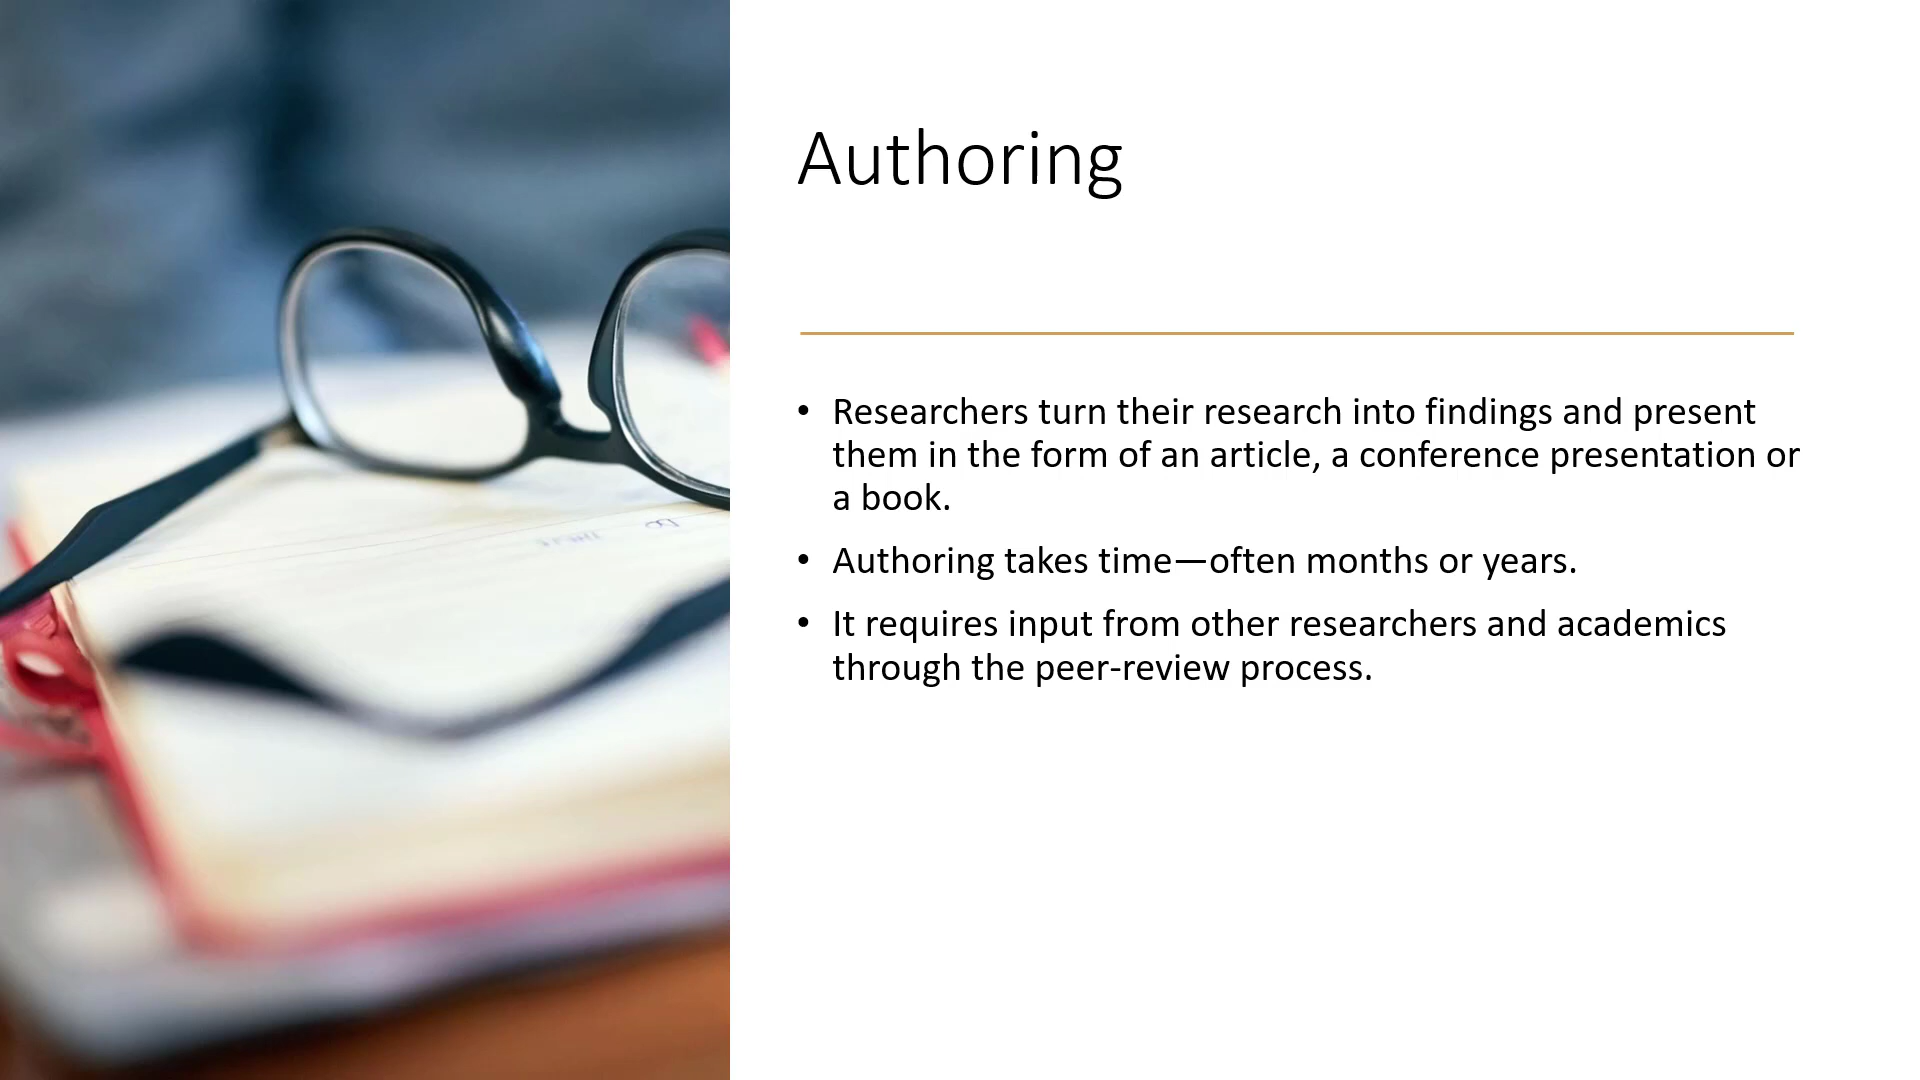 Authoring
• Researchers turn their research into findings and present
them in the form of an article, a conference presentation or
a book.
• Authoring takes time—often months or years.
• It requires input from other researchers and academics
through the peer-review process.